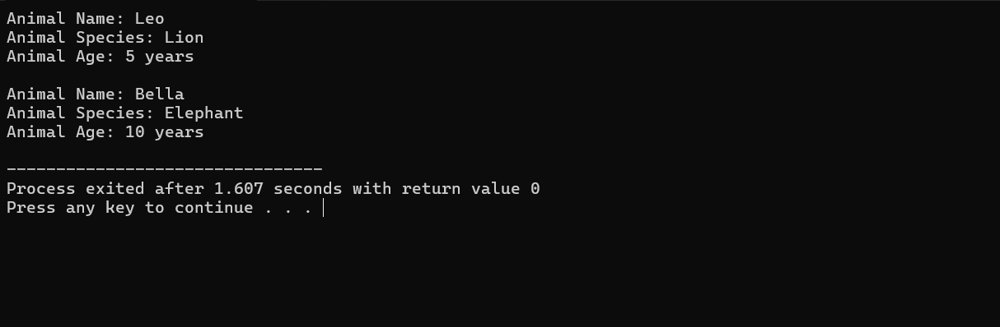 Animal Name: Leo
Animal Species: Lion
Animal Age: 5 years
Animal Name: Bella
Animal Species: Elephant
Animal Age: 10 years
--------------------------------
Process exited after 1.607 seconds with return value 0
Press any key to continue . . .